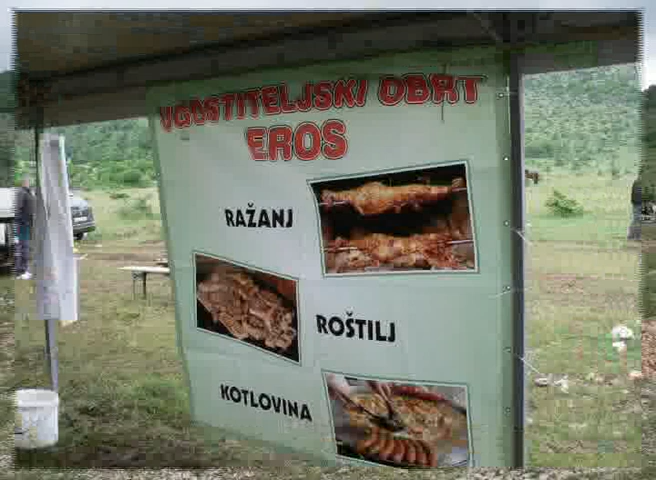 UGOSTITELJSKI OBRT
EROS
RAŽANJ
ROŠTILJ
KOTLOVINA